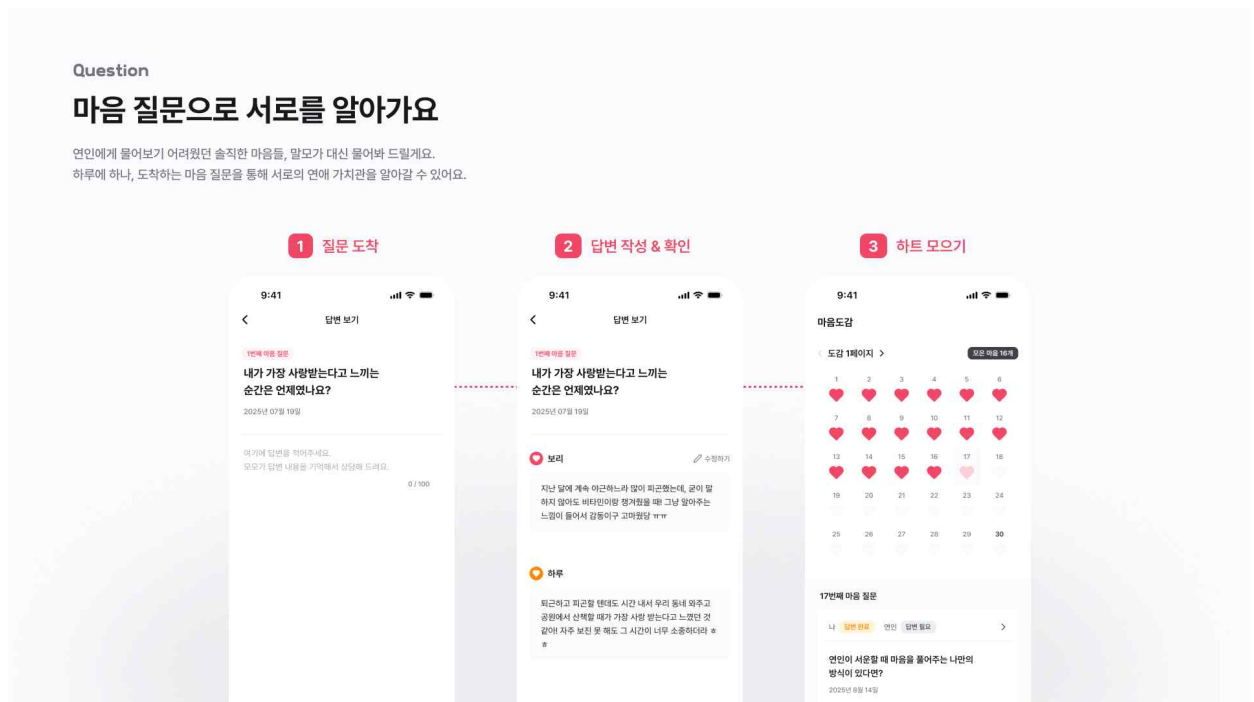 Question
마음 질문으로 서로를 알아가요
연인에게 물어보기 어려웠던 솔직한 마음들, 말모가 대신 물어봐 드릴게요.
하루에 하나, 도착하는 마음 질문을 통해 서로의 연애 가치관을 알아갈 수 있어요.
1 질문 도착
9:41
답변 보기
1번째 마음 질문
내가 가장 사랑받는다고 느끼는
순간은 언제였나요?
2025년 07월 19일
여기에 답변을 적어주세요.
모모가 답변 내용을 기억해서 상담해 드려요.
0 / 100
2 답변 작성 & 확인
9:41
답변 보기
1번째 마음 질문
내가 가장 사랑받는다고 느끼는
순간은 언제였나요?
2025년 07월 19일
보리 수정하기
지난 달에 계속 야근하느라 많이 피곤했는데, 굳이 말
하지 않아도 비타민이랑 챙겨줬을 때! 그냥 알아주는
느낌이 들어서 감동이구 고마웠당 ㅠㅠ
하루
퇴근하고 피곤할 텐데도 시간 내서 우리 동네 와주고
공원에서 산책할 때가 가장 사랑 받는다고 느꼈던 것
같아! 자주 보진 못 해도 그 시간이 너무 소중하더라 ㅎ
ㅎ
3 하트 모으기
9:41
마음도감
도감 1페이지 모은 마음 16개
1 2 3 4 5 6
7 8 9 10 11 12
13 14 15 16 17 18
19 20 21 22 23 24
25 26 27 28 29 30
17번째 마음 질문
나 답변 완료 연인 답변 필요
연인이 서운할 때 마음을 풀어주는 나만의
방식이 있다면?
2025년 8월 14일